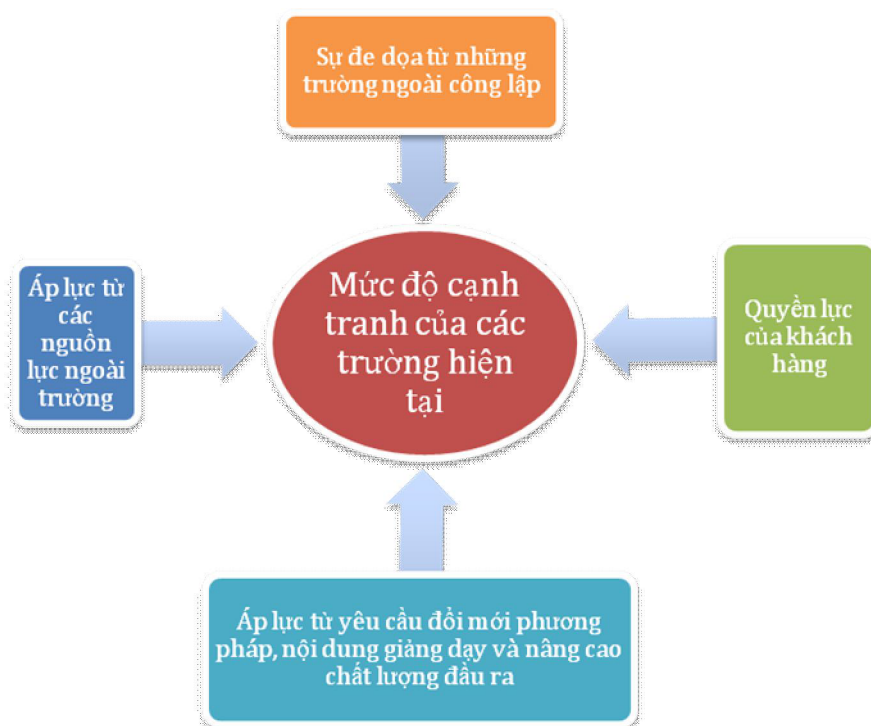 Sự đe dọa từ những
trường ngoài công lập
Áp lực từ
các
nguồn
lực ngoài
trường
Mức độ cạnh
tranh của các
trường hiện
tại
Quyền lực
của khách
hàng
Áp lực từ yêu cầu đổi mới phương
pháp, nội dung giảng dạy và nâng cao
chất lượng đầu ra